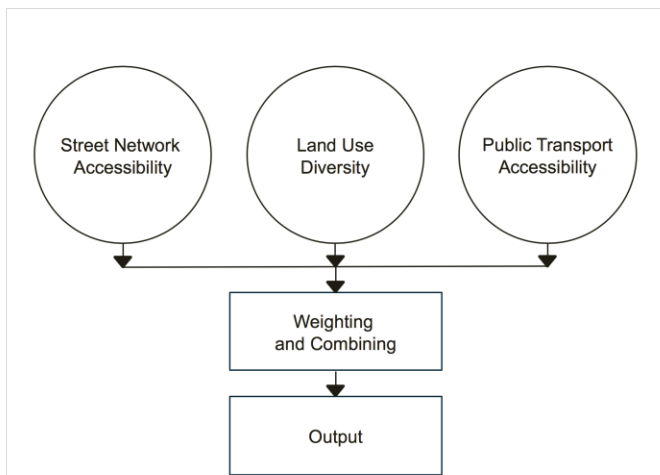 Street Network
Accessibility
Land Use
Diversity
Public Transport
Accessibility
Weighting
and Combining
Output